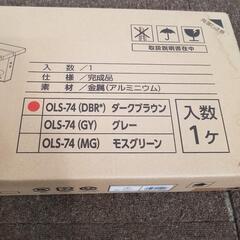 取扱説明書在中
入 数 /1
仕 様 /完成品
素 材 /金属(アルミニウム)
OLS-74 (DBR*) ダークブラウン
OLS-74 (GY) グレー
OLS-74 (MG) モスグリーン
入数
1ヶ